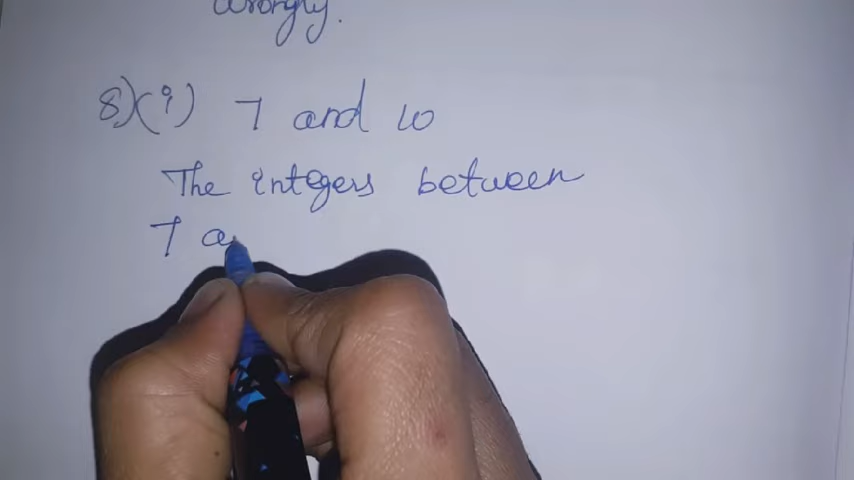 wrongly.
8)(i) 7 and 10
The integers between
7 a